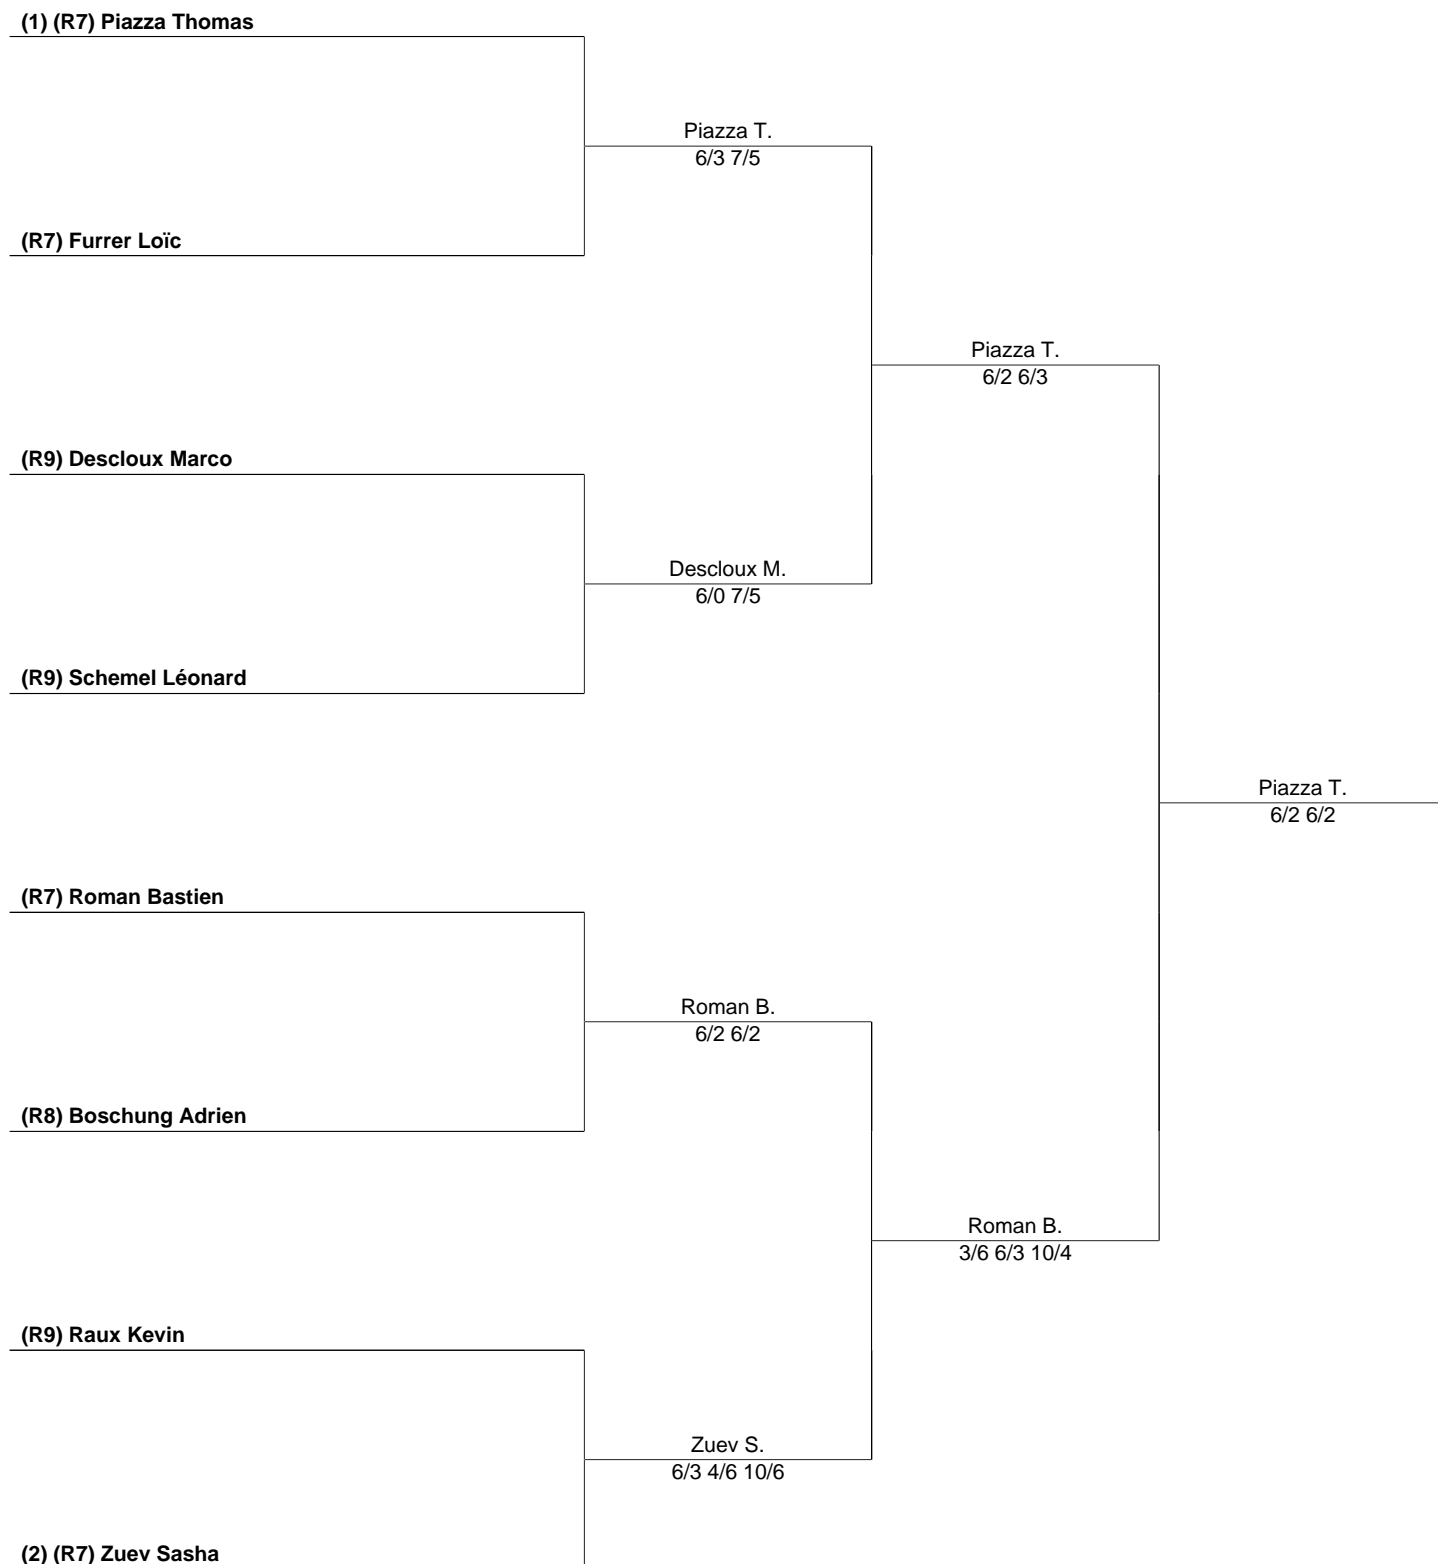 (1) (R7) Piazza Thomas
Piazza T.
6/3 7/5
(R7) Furrer Loïc
Piazza T.
6/2 6/3
(R9) Descloux Marco
Descloux M.
6/0 7/5
(R9) Schemel Léonard
Piazza T.
6/2 6/2
(R7) Roman Bastien
Roman B.
6/2 6/2
(R8) Boschung Adrien
Roman B.
3/6 6/3 10/4
(R9) Raux Kevin
Zuev S.
6/3 4/6 10/6
(2) (R7) Zuev Sasha